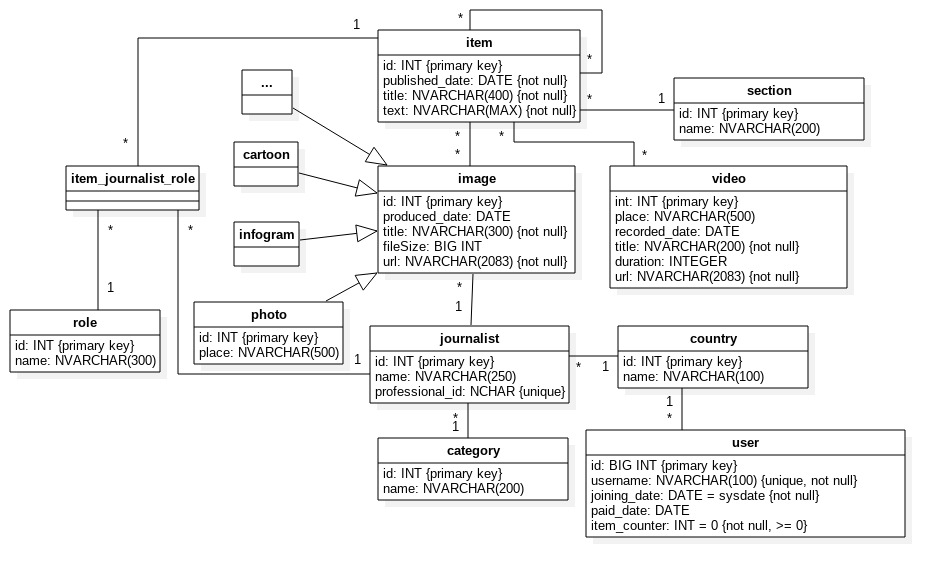 1
*
item
id: INT {primary key}
published_date: DATE {not null}
title: NVARCHAR(400) {not null}
text: NVARCHAR(MAX) {not null}
*
*
1
section
id: INT {primary key}
name: NVARCHAR(200)
...
*
*
*
*
*
cartoon
item_journalist_role
image
id: INT {primary key}
produced_date: DATE
title: NVARCHAR(300) {not null}
fileSize: BIG INT
url: NVARCHAR(2083) {not null}
video
int: INT {primary key}
place: NVARCHAR(500)
recorded_date: DATE
title: NVARCHAR(200) {not null}
duration: INTEGER
url: NVARCHAR(2083) {not null}
infogram
*
*
1
*
1
role
id: INT {primary key}
name: NVARCHAR(300)
photo
id: INT {primary key}
place: NVARCHAR(500)
1
journalist
id: INT {primary key}
name: NVARCHAR(250)
professional_id: NCHAR {unique}
*
1
country
id: INT {primary key}
name: NVARCHAR(100)
*
1
1
*
category
id: INT {primary key}
name: NVARCHAR(200)
user
id: BIG INT {primary key}
username: NVARCHAR(100) {unique, not null}
joining_date: DATE = sysdate {not null}
paid_date: DATE
item_counter: INT = 0 {not null, >= 0}